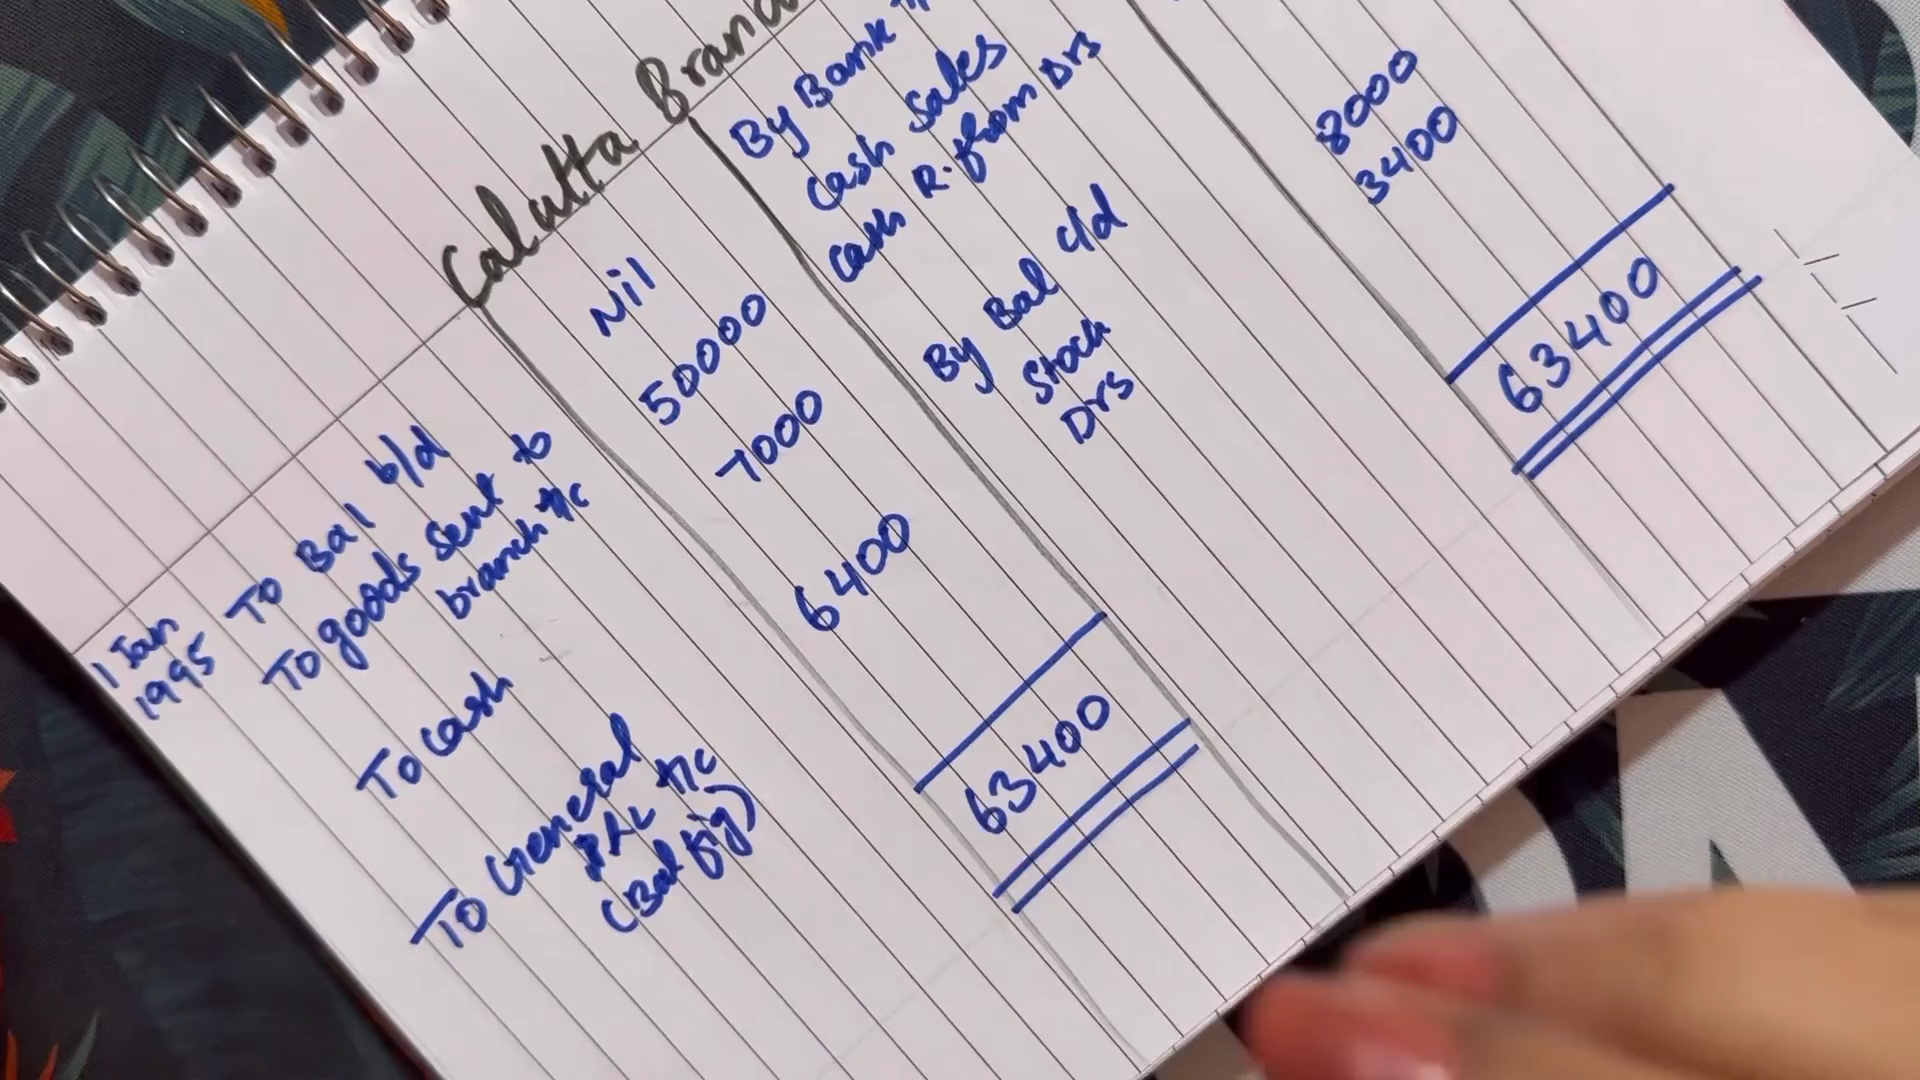 Calutta
1 Jan
1995
To Bal b/d
Nil
To goods sent to
branch A/c
50000
To cash
7000
To General
P&L A/c
(Bal fig)
6400
63400
By Bank
cash sales
cash R. from Drs
By Bal c/d
Stock
8000
Drs
3400
63400